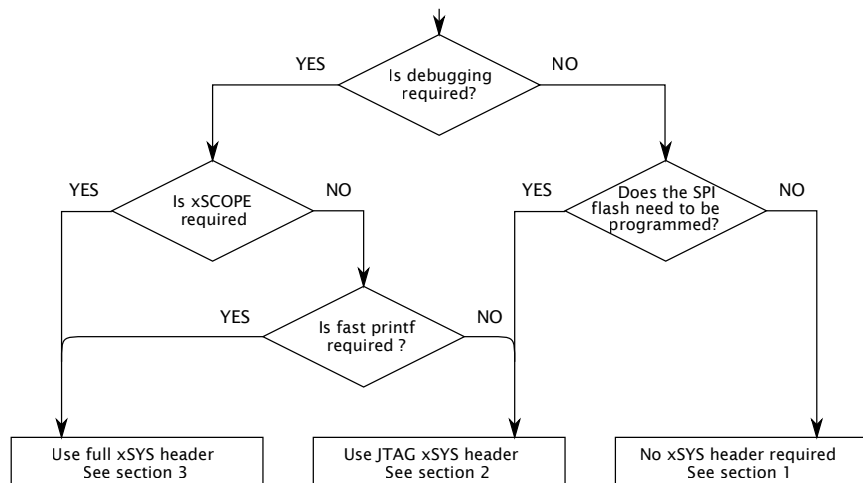 YES
NO
Is debugging
required?
YES
NO
YES
NO
Is xSCOPE
required
Does the SPI
flash need to be
programmed?
YES
NO
Is fast printf
required ?
Use full xSYS header
See section 3
Use JTAG xSYS header
See section 2
No xSYS header required
See section 1